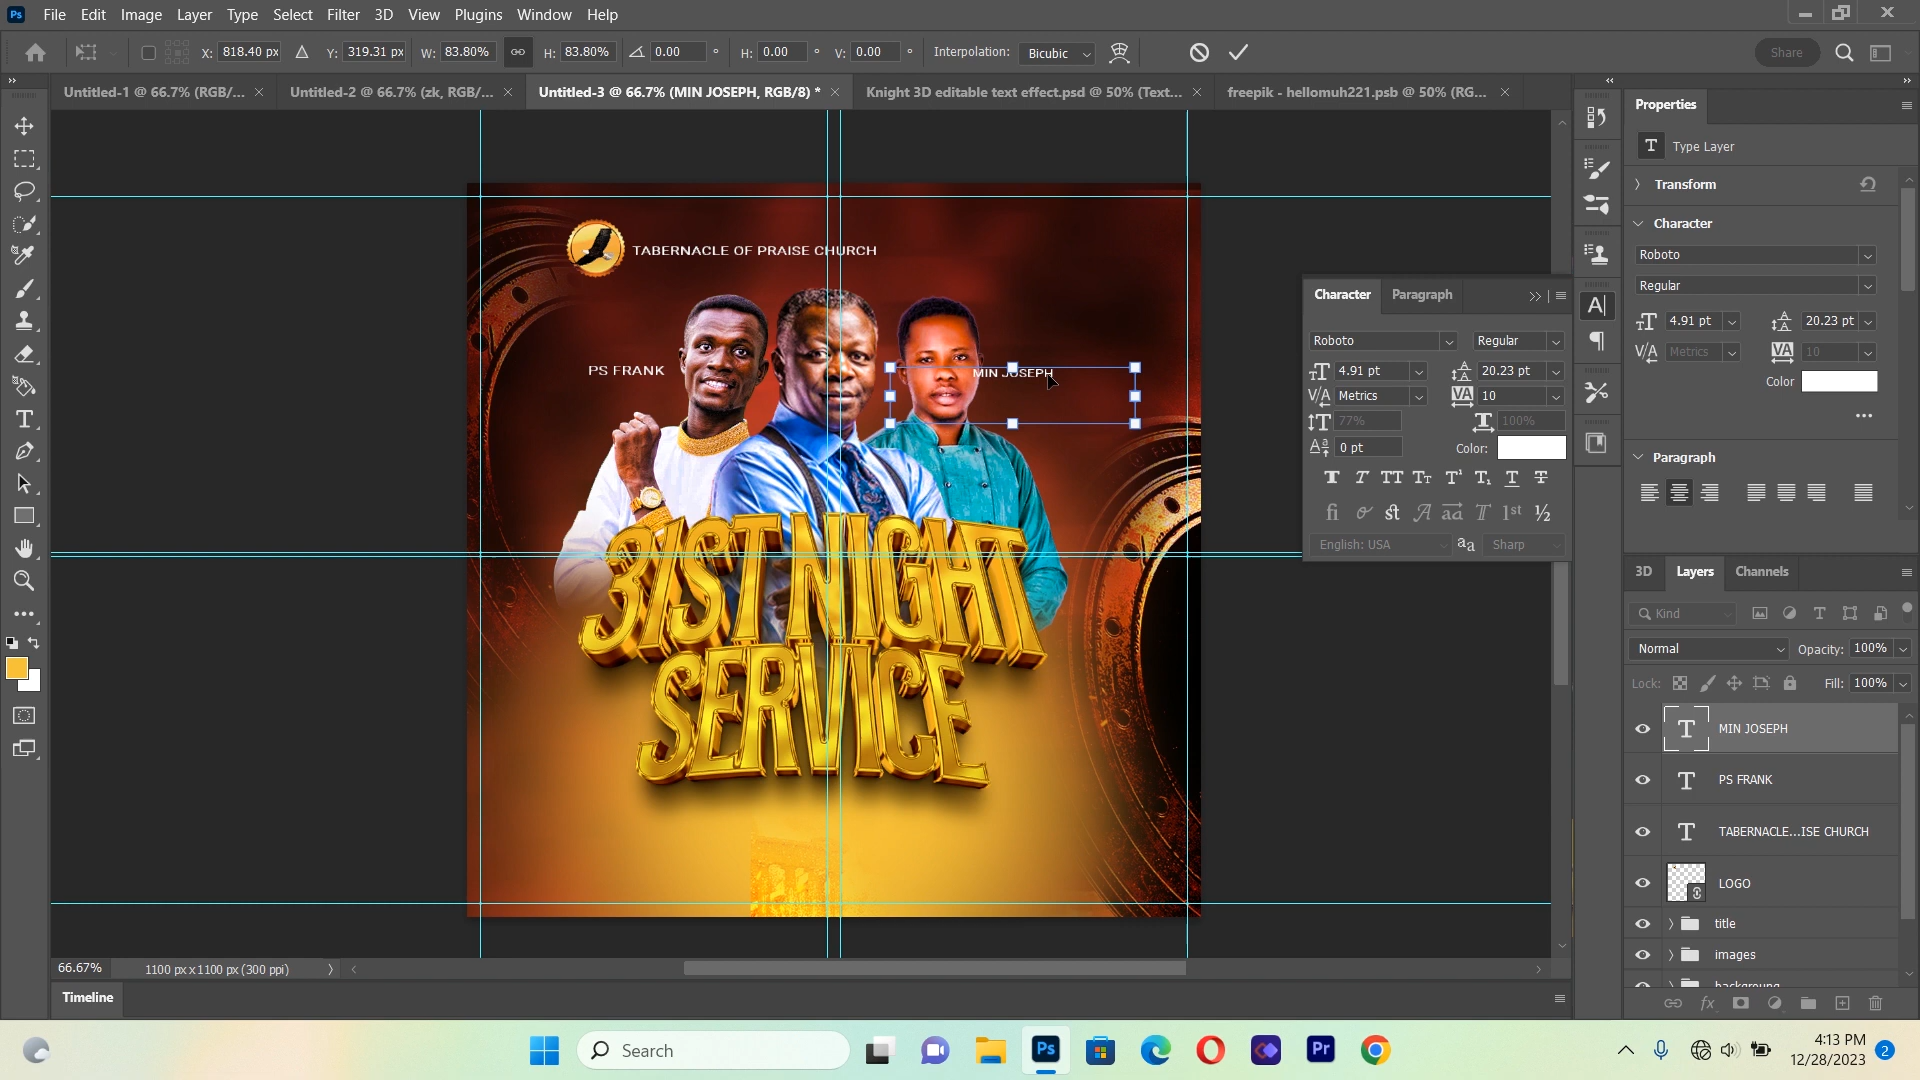 File Edit Image Layer Type Select Filter 3D View Plugins Window Help
X: 818.40 px Y: 319.31 px W: 83.80% H: 83.80% 0.00 ° H: 0.00 ° V: 0.00 ° Interpolation: Bicubic Share
Untitled-1 @ 66.7% (RGB/... Untitled-2 @ 66.7% (zk, RGB/... Untitled-3 @ 66.7% (MIN JOSEPH, RGB/8) * Knight 3D editable text effect.psd @ 50% (Text... freepik - hellomuh221.psb @ 50% (RG...
TABERNACLE OF PRAISE CHURCH
PS FRANK
MIN JOSEPH
31ST NIGHT
SERVICE
Character Paragraph
Roboto Regular
4.91 pt 20.23 pt
Metrics 10
77% 100%
0 pt Color:
English: USA Sharp
Properties
Type Layer
Transform
Character
Roboto
Regular
4.91 pt 20.23 pt
Metrics 10
Color
Paragraph
3D Layers Channels
Kind
Normal Opacity: 100%
Lock: Fill: 100%
MIN JOSEPH
PS FRANK
TABERNACLE...ISE CHURCH
LOGO
title
images
66.67% 1100 px x 1100 px (300 ppi)
Timeline
Search
4:13 PM
12/28/2023
2